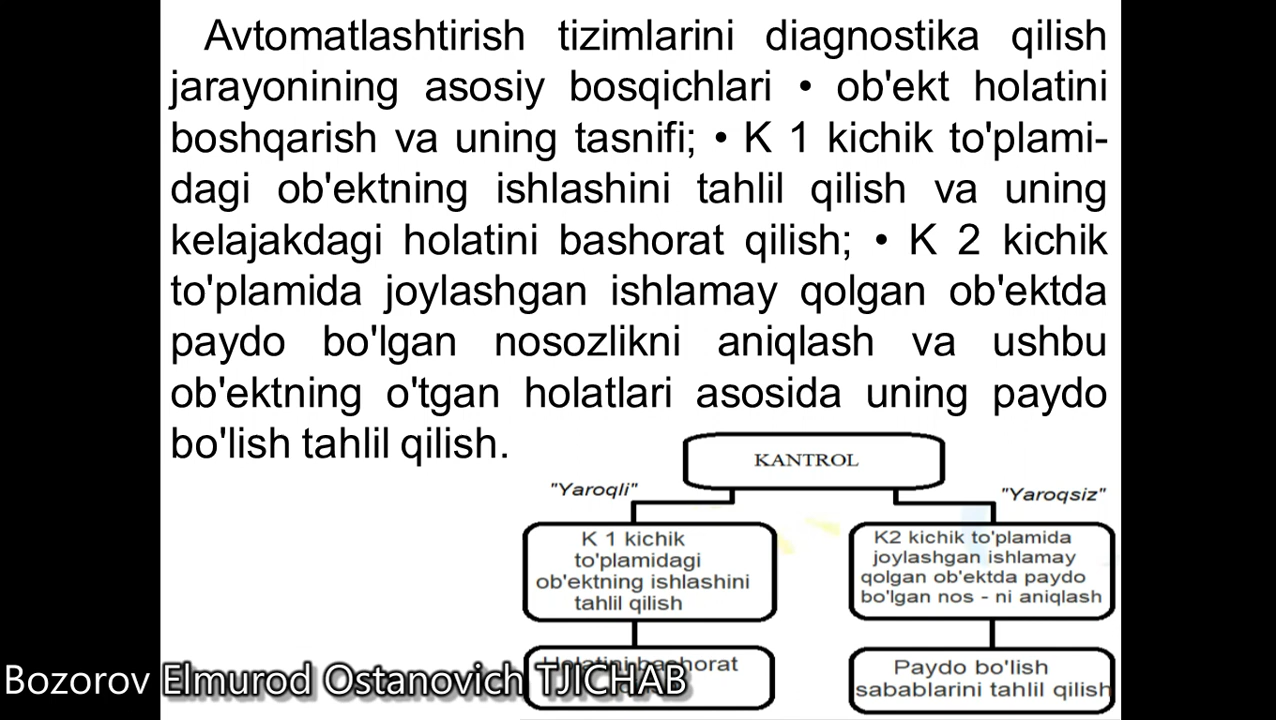 Avtomatlashtirish tizimlarini diagnostika qilish
jarayonining asosiy bosqichlari • ob'ekt holatini
boshqarish va uning tasnifi; • K 1 kichik to'plami-
dagi ob'ektning ishlashini tahlil qilish va uning
kelajakdagi holatini bashorat qilish; • K 2 kichik
to'plamida joylashgan ishlamay qolgan ob'ektda
paydo bo'lgan nosozlikni aniqlash va ushbu
ob'ektning o'tgan holatlari asosida uning paydo
bo'lish tahlil qilish.
KANTROL
"Yaroqli"
"Yaroqsiz"
K 1 kichik
to'plamidagi
ob'ektning ishlashini
tahlil qilish
K2 kichik to'plamida
joylashgan ishlamay
qolgan ob'ektda paydo
bo'lgan nos - ni aniqlash
Holatini bashorat
Paydo bo'lish
sabablarini tahlil qilish
Bozorov Elmurod Ostanovich TJICHAB